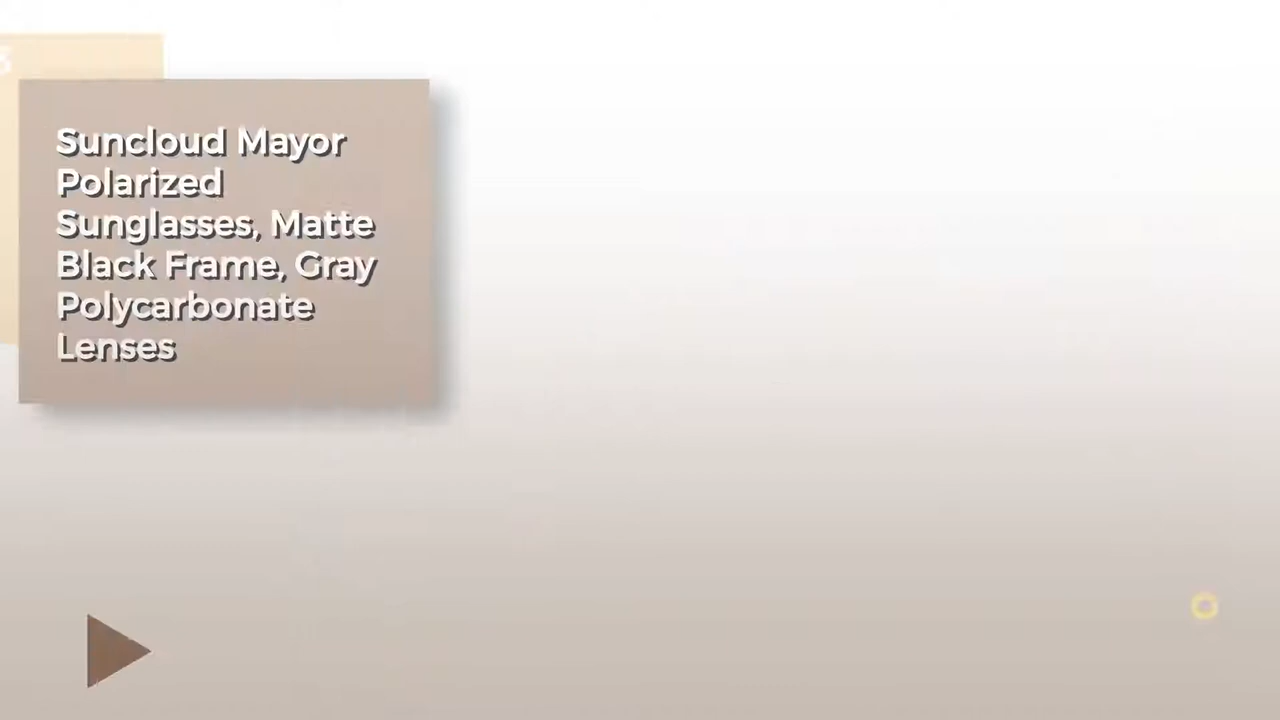 Suncloud Mayor
Polarized
Sunglasses, Matte
Black Frame, Gray
Polycarbonate
Lenses